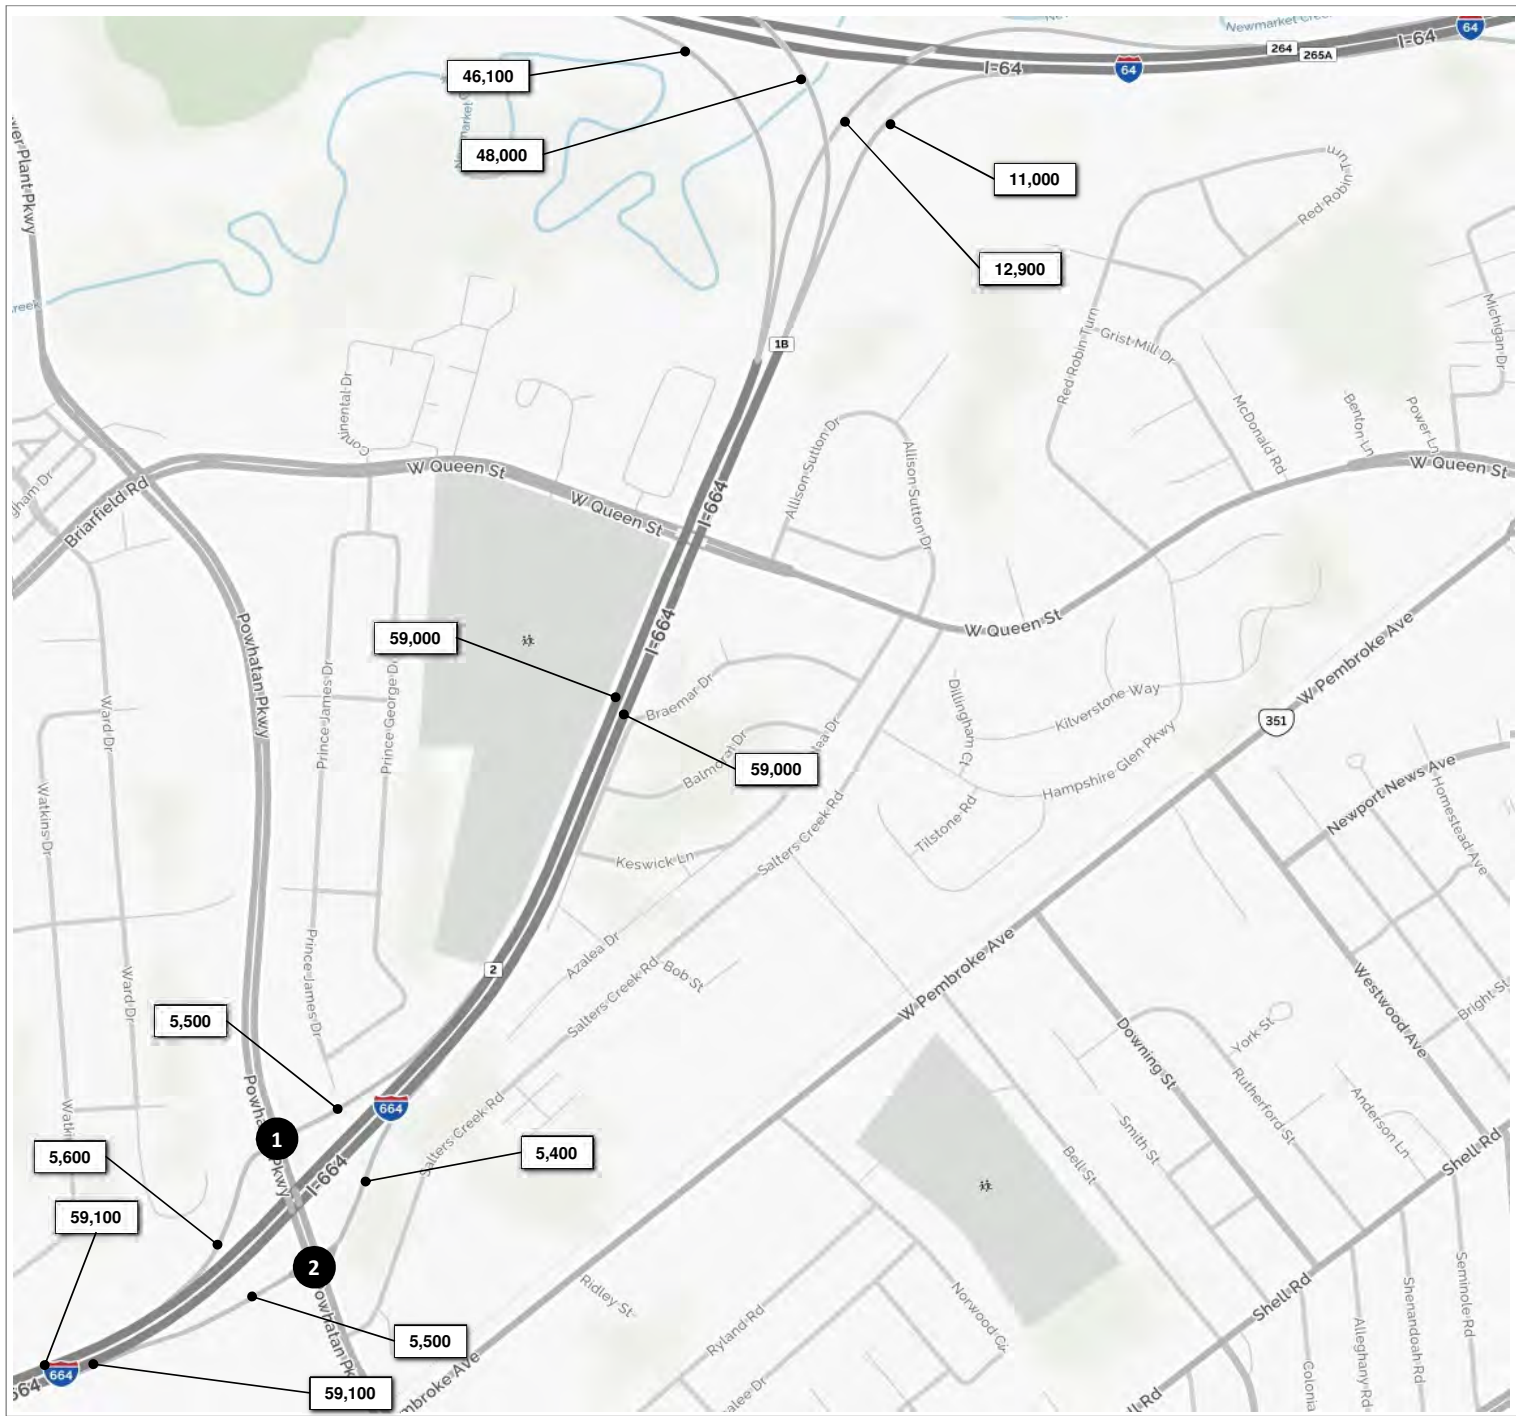 Newmarket Creek
264
265A
I-64
64
I-64
64
46,100
48,000
11,000
12,900
Red Robin Turn
1B
Continental Dr
Red Robin Turn
Grist Mill Dr
Michigan Dr
McDonald Rd
Benton Ln
Power Ln
Allison Sutton Dr
Allison Sutton Dr
W Queen St
W Queen St
W Queen St
I-664
Briarfield Rd
59,000
I-664
W Queen St
Powhatan Pkwy
Prince James Dr
Prince George Dr
Ward Dr
Braemar Dr
Balmoral Dr
Dillingham Ct
Kilverstone Way
Hampshire Glen Pkwy
W Pembroke Ave
351
59,000
Watkins Dr
Keswick Ln
Salters Creek Rd
Tilstone Rd
Newport News Ave
Homestead Ave
2
Azalea Dr
Salters Creek Rd
Bob St
W Pembroke Ave
Ward Dr
Prince James Dr
5,500
Downing St
York St
Westwood Ave
Bright St
664
1
Salters Creek Rd
Rutherford St
Anderson Ln
Smith St
Bell St
Shell Rd
5,600
5,400
I-664
59,100
2
Ridley St
Ryland Rd
Norwood Cir
Shell Rd
Alleghany Rd
Shenandoah Rd
Seminole Rd
5,500
664
59,100